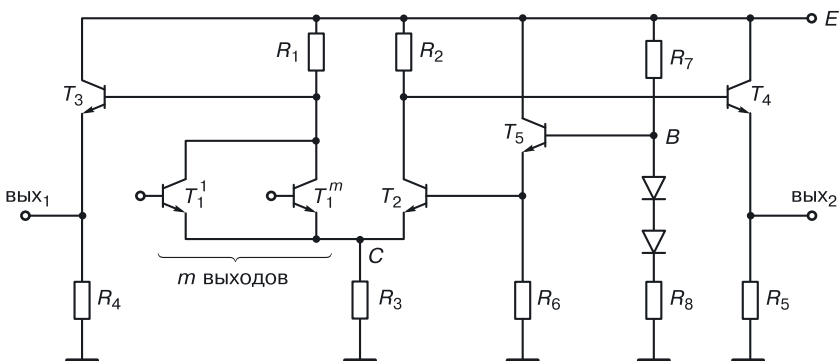 E
R₁
R₂
R₇
T₃
T₄
T₅
B
T₁¹
T₁ᵐ
T₂
вых₁
вых₂
C
m выходов
R₄
R₃
R₆
R₈
R₅